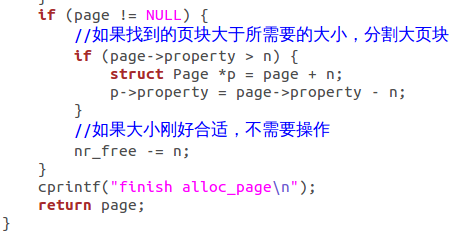 if (page != NULL) {
//如果找到的页块大于所需要的大小，分割大页块
if (page->property > n) {
struct Page *p = page + n;
p->property = page->property - n;
}
//如果大小刚好合适，不需要操作
nr_free -= n;
}
cprintf("finish alloc_page\n");
return page;
}